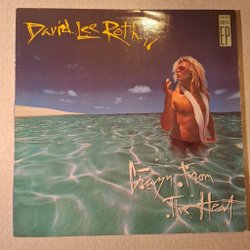 David Lee Roth
EP
Crazy From
The Heat